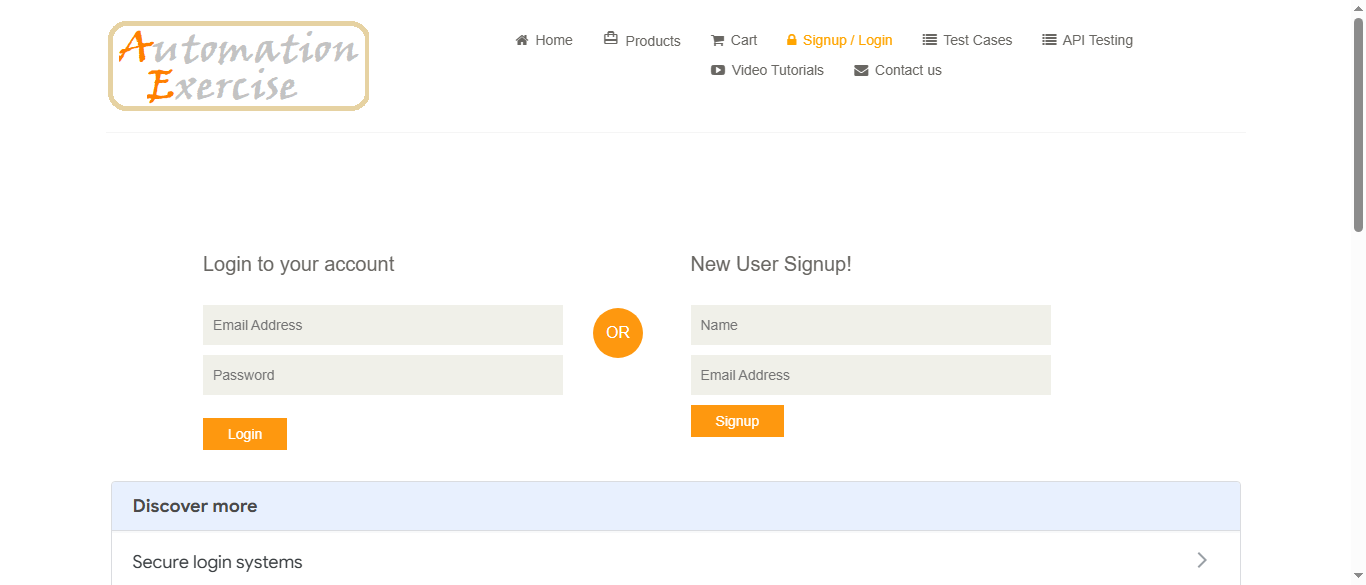 Automation
Exercise
Home Products Cart Signup / Login Test Cases API Testing
Video Tutorials Contact us
Login to your account
Email Address
Password
Login
OR
New User Signup!
Name
Email Address
Signup
Discover more
Secure login systems